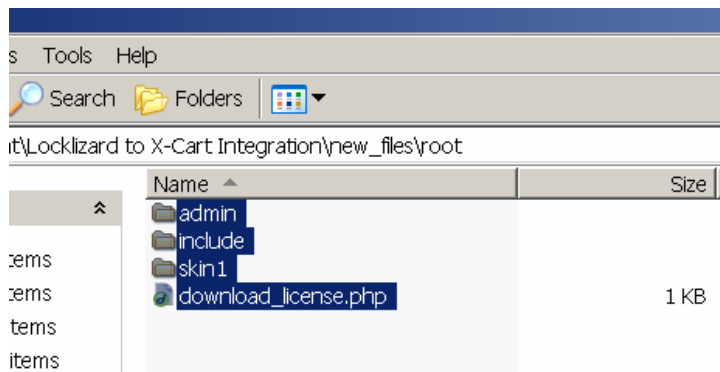 s Tools Help
Search Folders
nt\Locklizard to X-Cart Integration\new_files\root
Name Size
admin
include
skin1
download_license.php 1 KB
tems
tems
tems
items